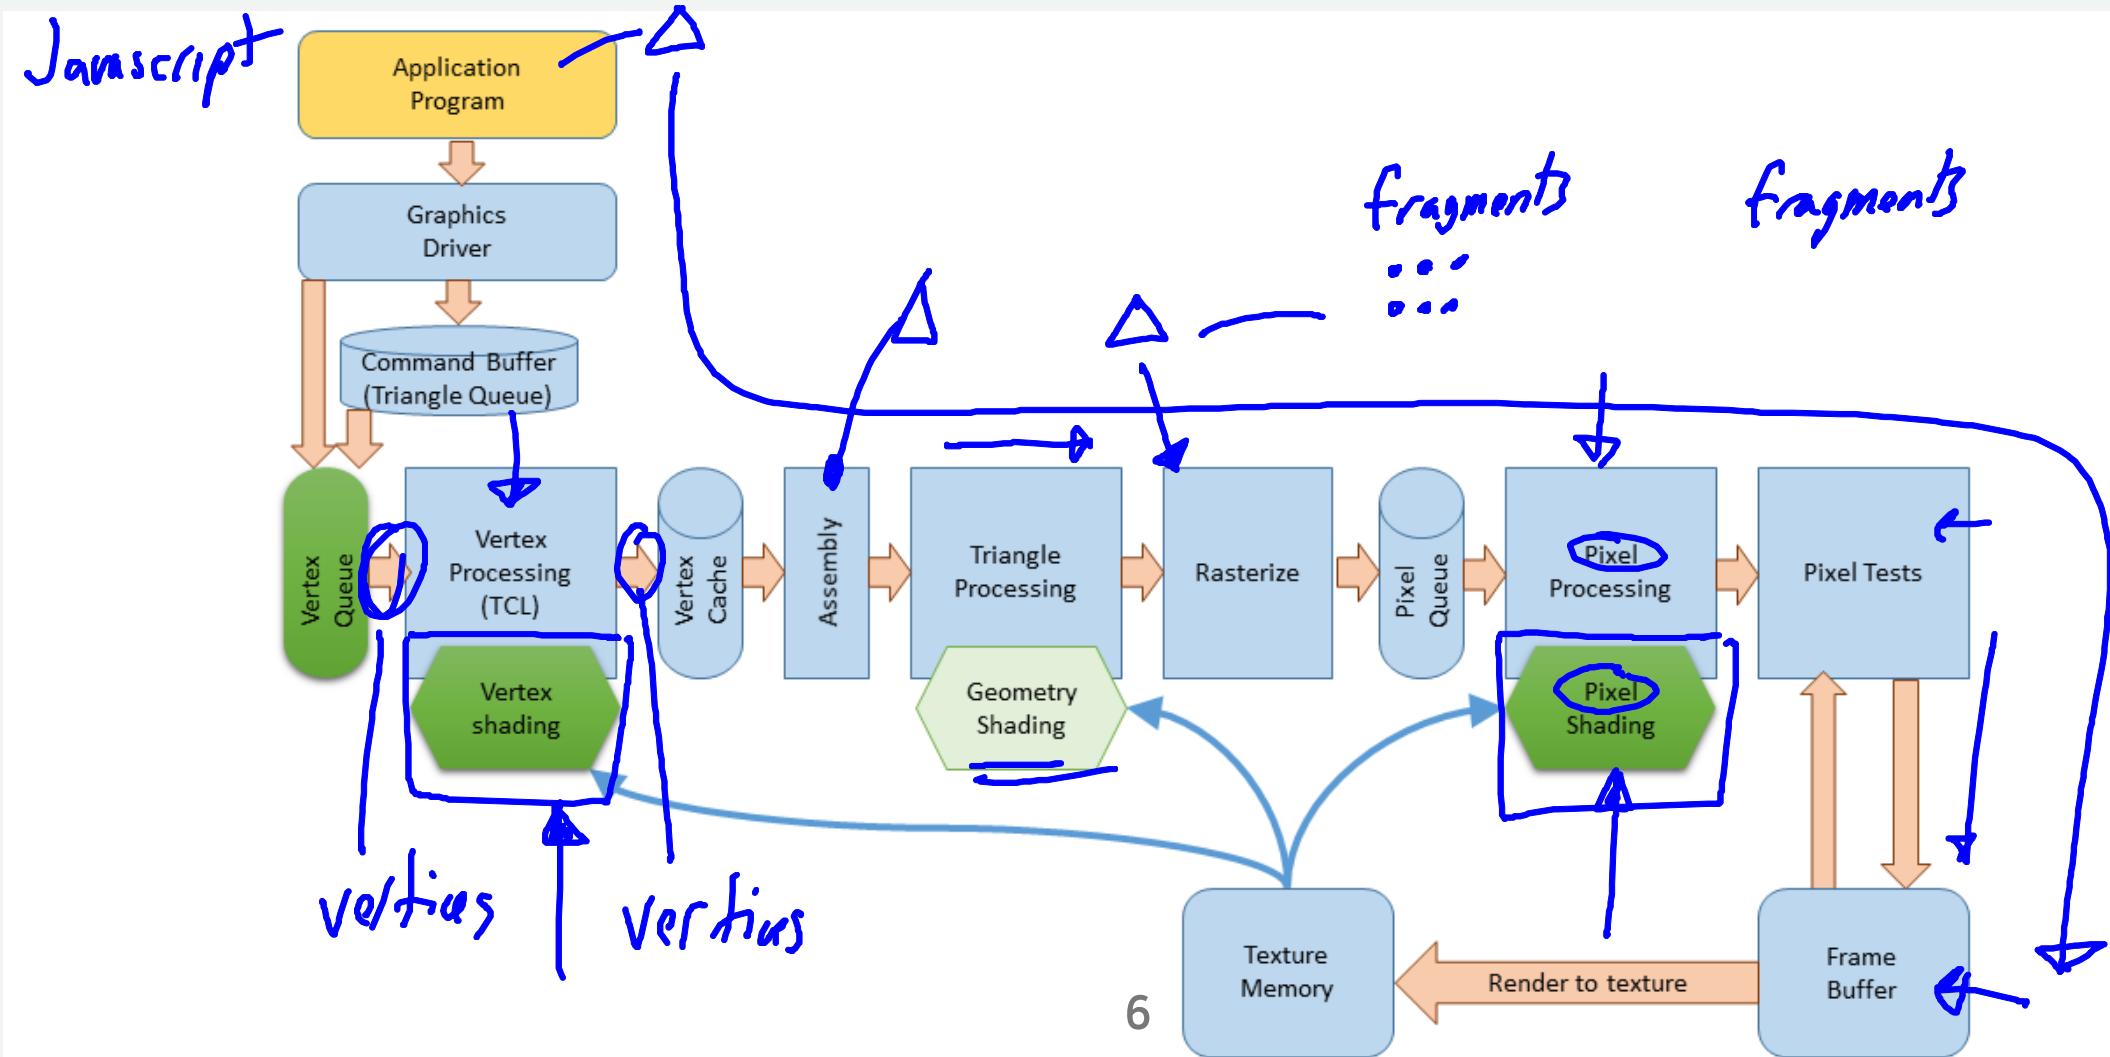 Javascript
Application
Program
Graphics
Driver
fragments
fragments
Command Buffer
(Triangle Queue)
Vertex
Queue
Vertex
Processing
(TCL)
Vertex
Cache
Assembly
Triangle
Processing
Rasterize
Pixel
Queue
Pixel
Processing
Pixel Tests
Vertex
shading
Geometry
Shading
Pixel
Shading
vertices
vertices
Texture
Memory
Render to texture
Frame
Buffer
6